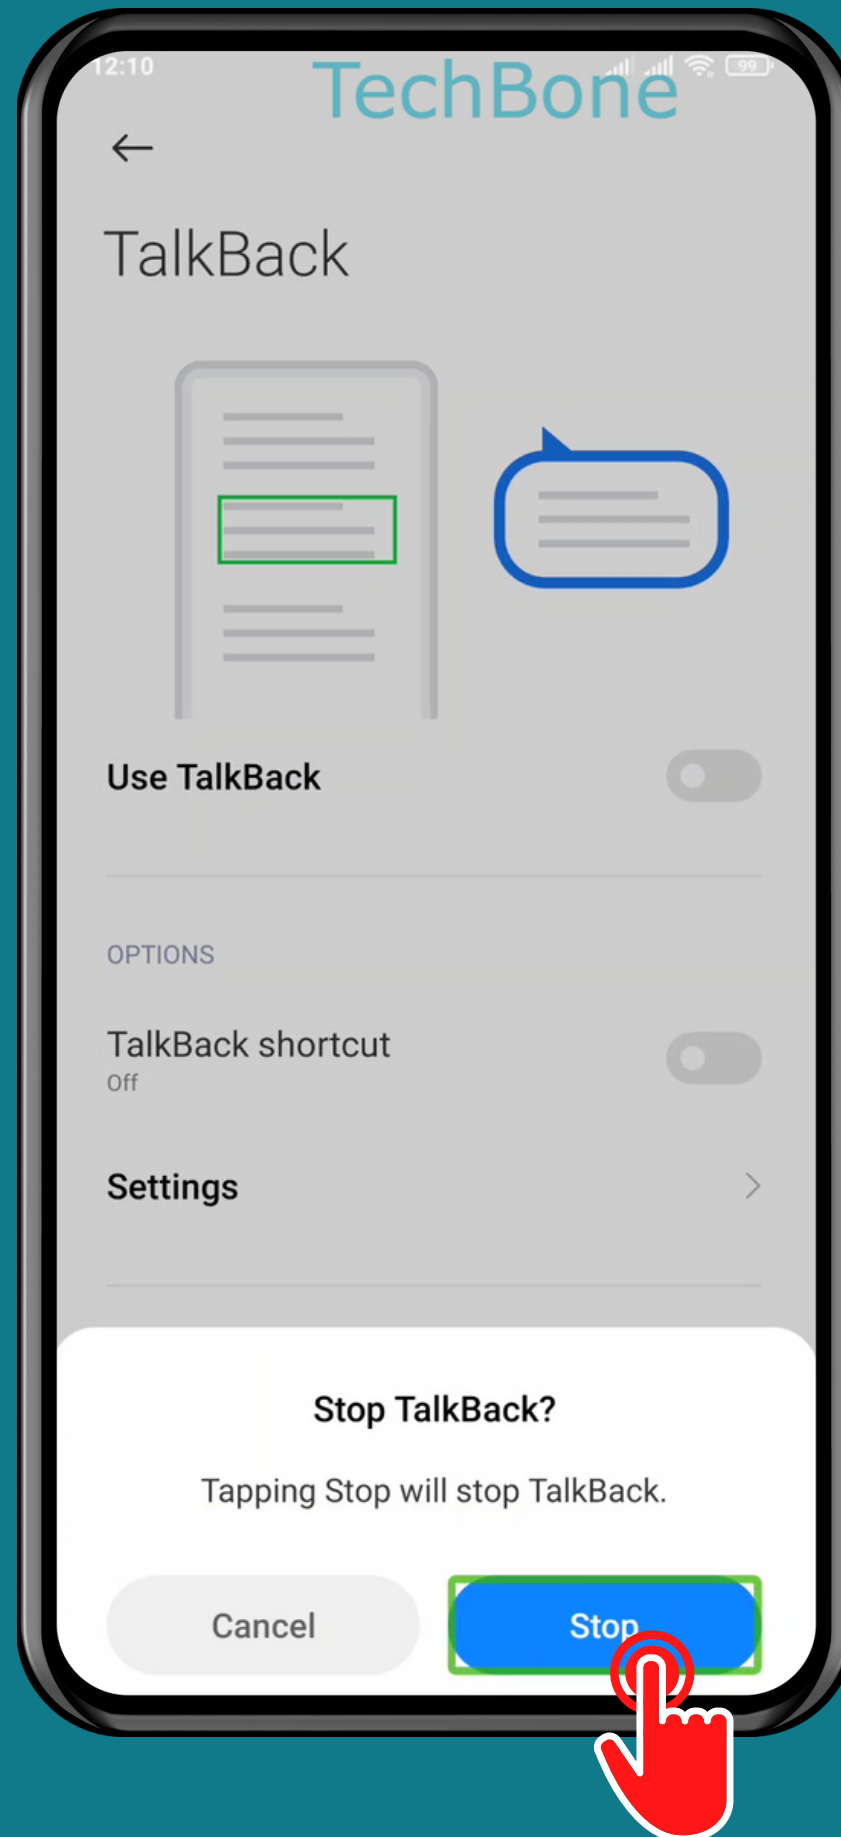 12:10
TechBone
99
TalkBack
Use TalkBack
OPTIONS
TalkBack shortcut
Off
Settings
Stop TalkBack?
Tapping Stop will stop TalkBack.
Cancel
Stop